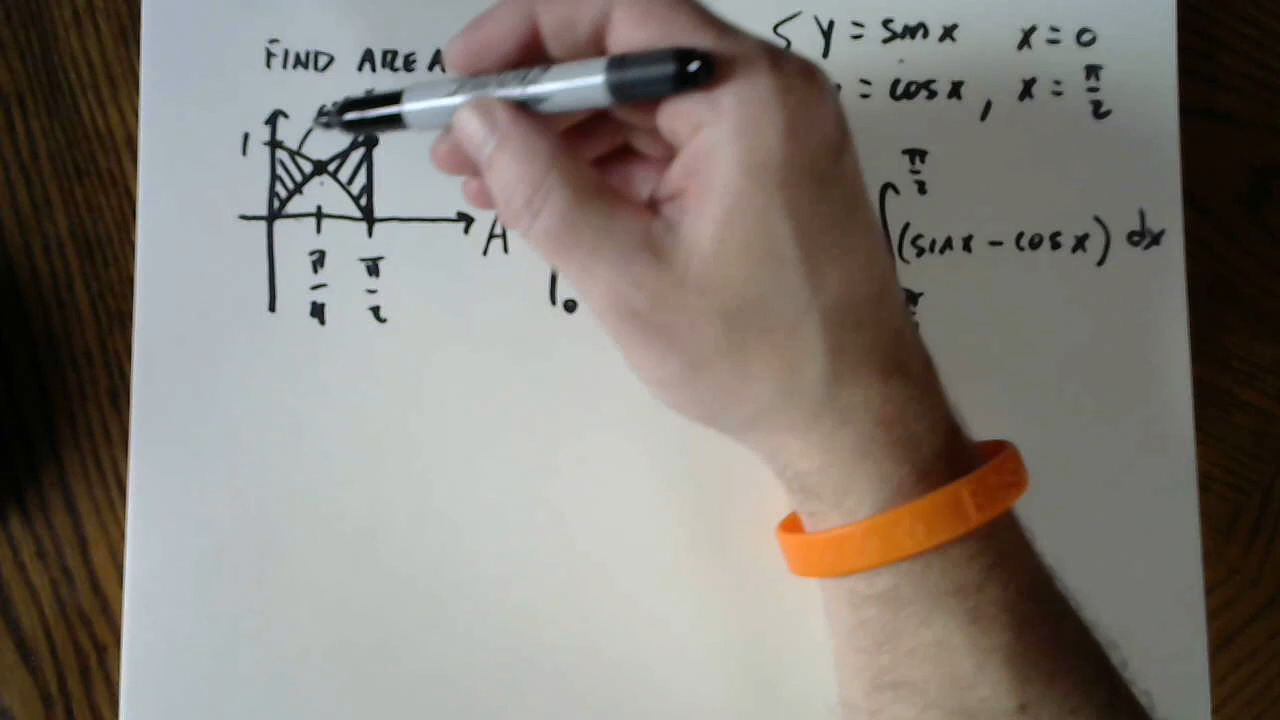 FIND AREA
y = sin x x = 0
= cos x, x = π/2
1
π/2
(sin x - cos x) dx
A
π/4 π/2